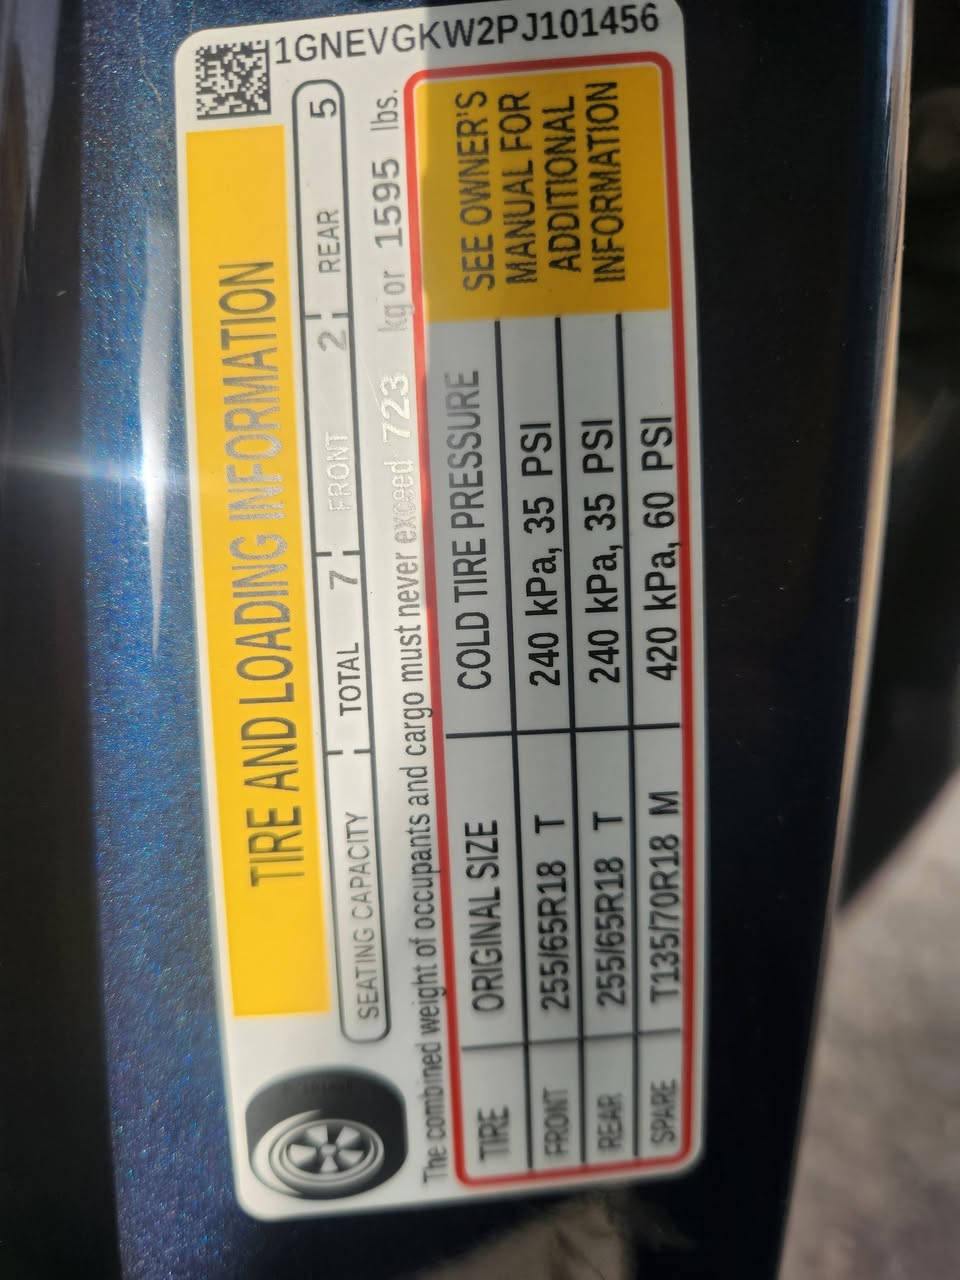 1GNEVGKW2PJ101456
TIRE AND LOADING INFORMATION
SEATING CAPACITY TOTAL 7 FRONT 2 REAR 5
The combined weight of occupants and cargo must never exceed 723 kg or 1595 lbs.
TIRE ORIGINAL SIZE COLD TIRE PRESSURE
FRONT 255/65R18 T 240 kPa, 35 PSI
REAR 255/65R18 T 240 kPa, 35 PSI
SPARE T135/70R18 M 420 kPa, 60 PSI
SEE OWNER'S
MANUAL FOR
ADDITIONAL
INFORMATION